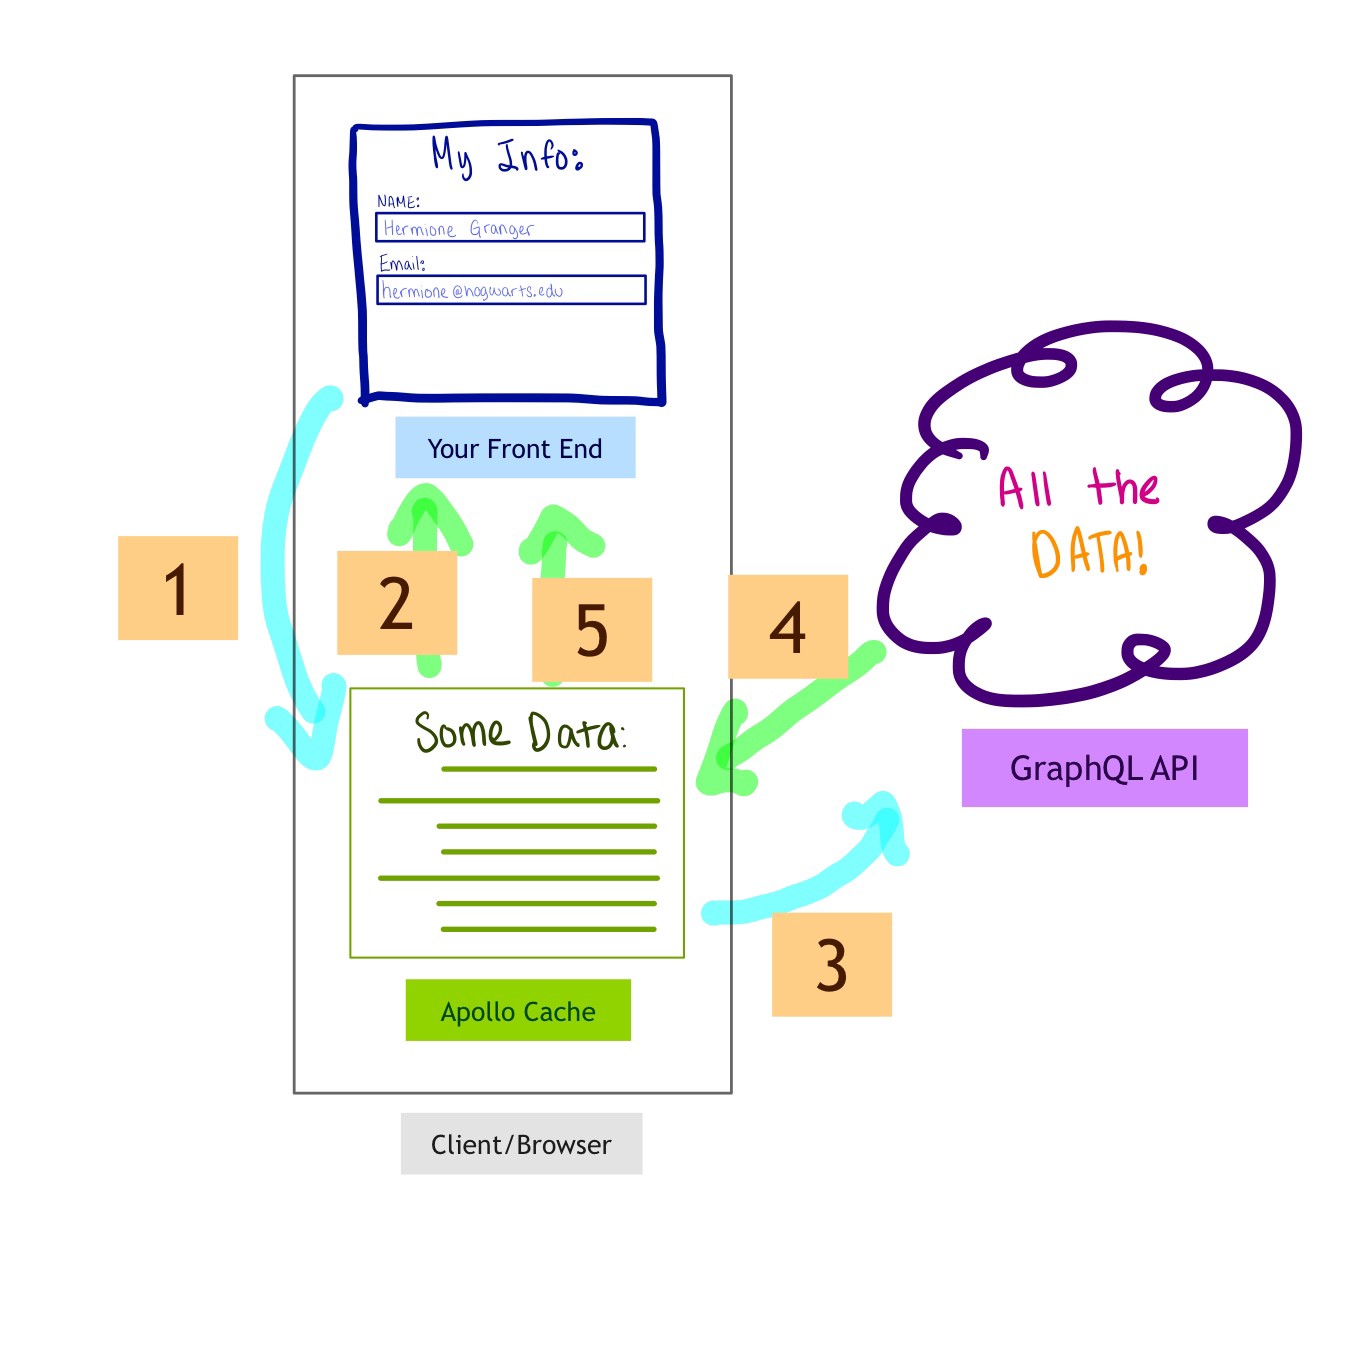 My Info:
NAME:
Hermione Granger
Email:
hermione@hogwarts.edu
Your Front End
1
2
5
4
3
Some Data:
Apollo Cache
Client/Browser
All the
DATA!
GraphQL API